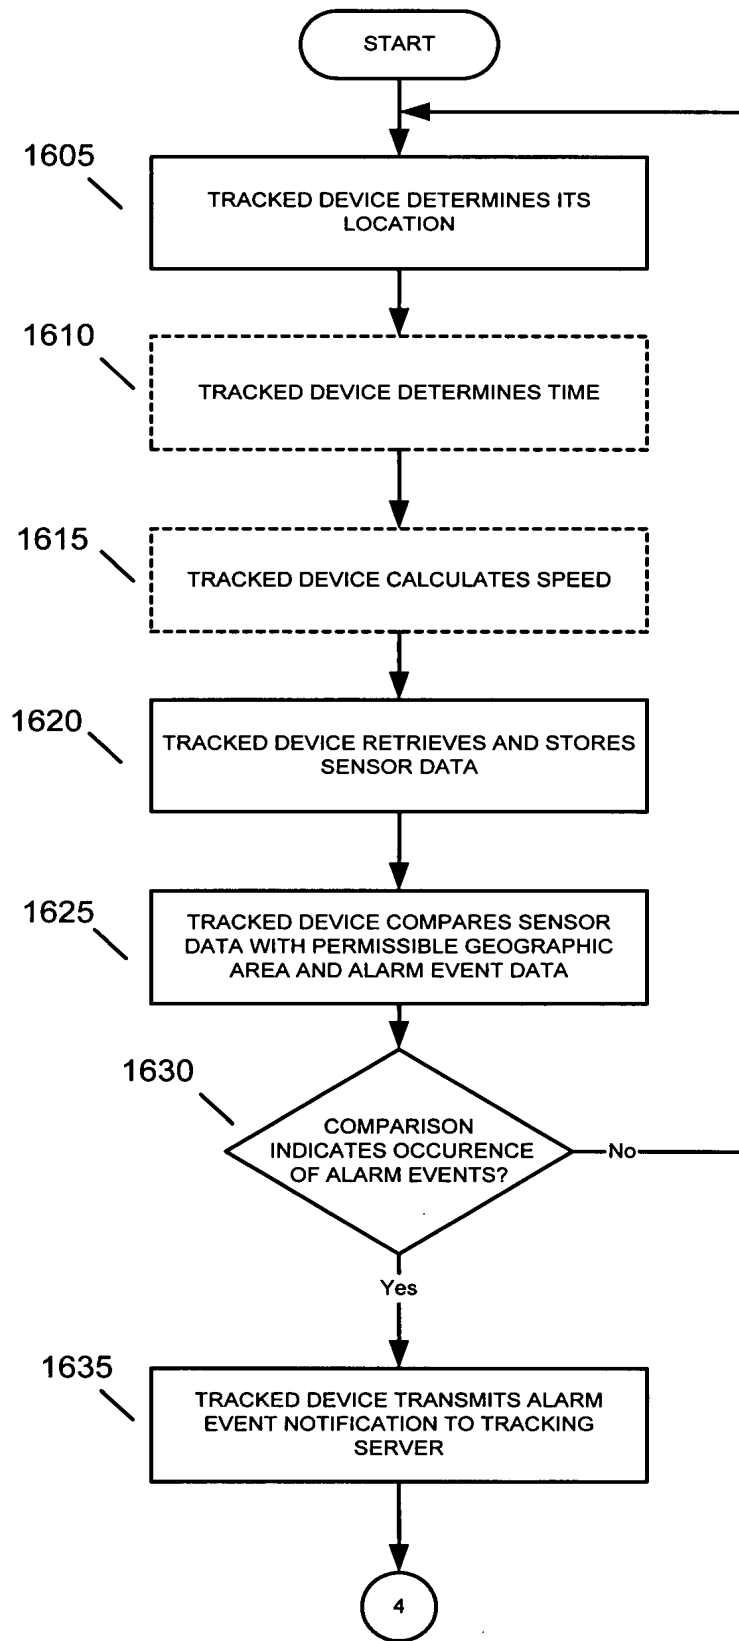 START
1605
TRACKED DEVICE DETERMINES ITS
LOCATION
1610
TRACKED DEVICE DETERMINES TIME
1615
TRACKED DEVICE CALCULATES SPEED
1620
TRACKED DEVICE RETRIEVES AND STORES
SENSOR DATA
1625
TRACKED DEVICE COMPARES SENSOR
DATA WITH PERMISSIBLE GEOGRAPHIC
AREA AND ALARM EVENT DATA
1630
COMPARISON
INDICATES OCCURENCE
OF ALARM EVENTS?
No
Yes
1635
TRACKED DEVICE TRANSMITS ALARM
EVENT NOTIFICATION TO TRACKING
SERVER
4